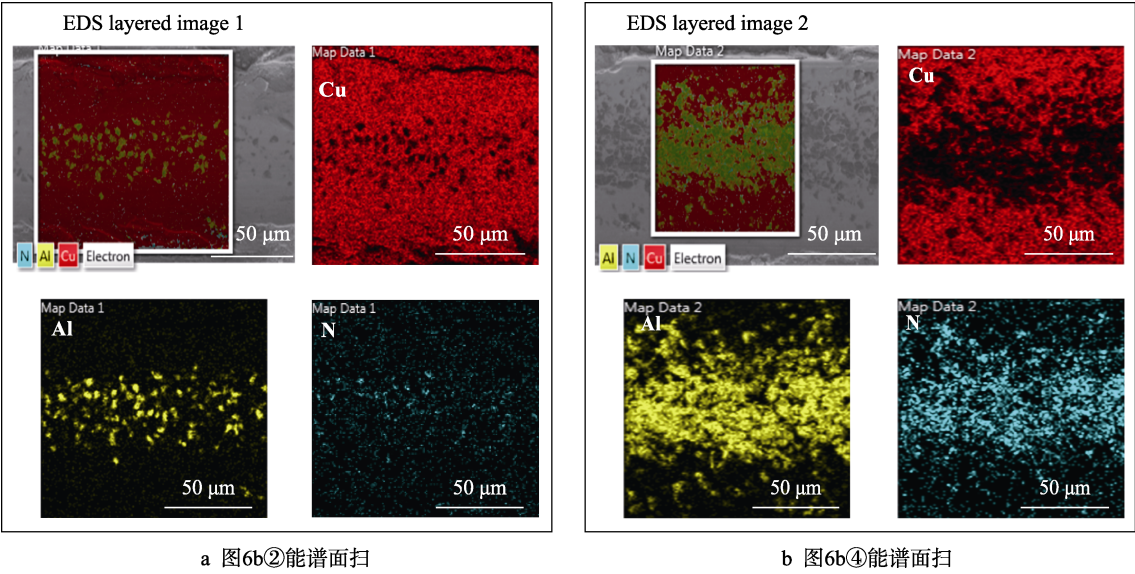 EDS layered image 1
Map Data 1
50 μm
N Al Cu Electron
Map Data 1
Cu
50 μm
Map Data 1
Al
50 μm
Map Data 1
N
50 μm
a 图6b②能谱面扫
EDS layered image 2
Map Data 2
50 μm
Al N Cu Electron
Map Data 2
Cu
50 μm
Map Data 2
Al
50 μm
Map Data 2
N
50 μm
b 图6b④能谱面扫